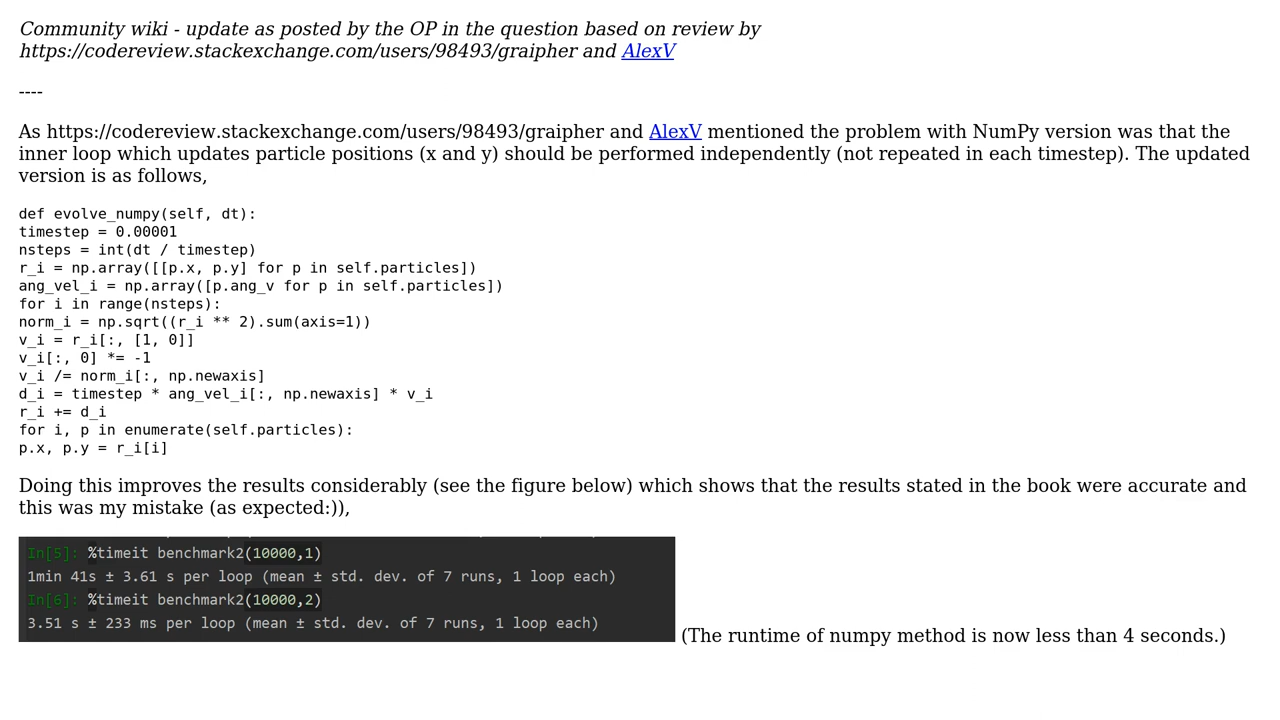 Community wiki - update as posted by the OP in the question based on review by
https://codereview.stackexchange.com/users/98493/graipher and AlexV
----
As https://codereview.stackexchange.com/users/98493/graipher and AlexV mentioned the problem with NumPy version was that the
inner loop which updates particle positions (x and y) should be performed independently (not repeated in each timestep). The updated
version is as follows,
def evolve_numpy(self, dt):
timestep = 0.00001
nsteps = int(dt / timestep)
r_i = np.array([[p.x, p.y] for p in self.particles])
ang_vel_i = np.array([p.ang_v for p in self.particles])
for i in range(nsteps):
norm_i = np.sqrt((r_i ** 2).sum(axis=1))
v_i = r_i[:, [1, 0]]
v_i[:, 0] *= -1
v_i /= norm_i[:, np.newaxis]
d_i = timestep * ang_vel_i[:, np.newaxis] * v_i
r_i += d_i
for i, p in enumerate(self.particles):
p.x, p.y = r_i[i]
Doing this improves the results considerably (see the figure below) which shows that the results stated in the book were accurate and
this was my mistake (as expected:)),
In[5]: %timeit benchmark2(10000,1)
1min 41s ± 3.61 s per loop (mean ± std. dev. of 7 runs, 1 loop each)
In[6]: %timeit benchmark2(10000,2)
3.51 s ± 233 ms per loop (mean ± std. dev. of 7 runs, 1 loop each)
(The runtime of numpy method is now less than 4 seconds.)